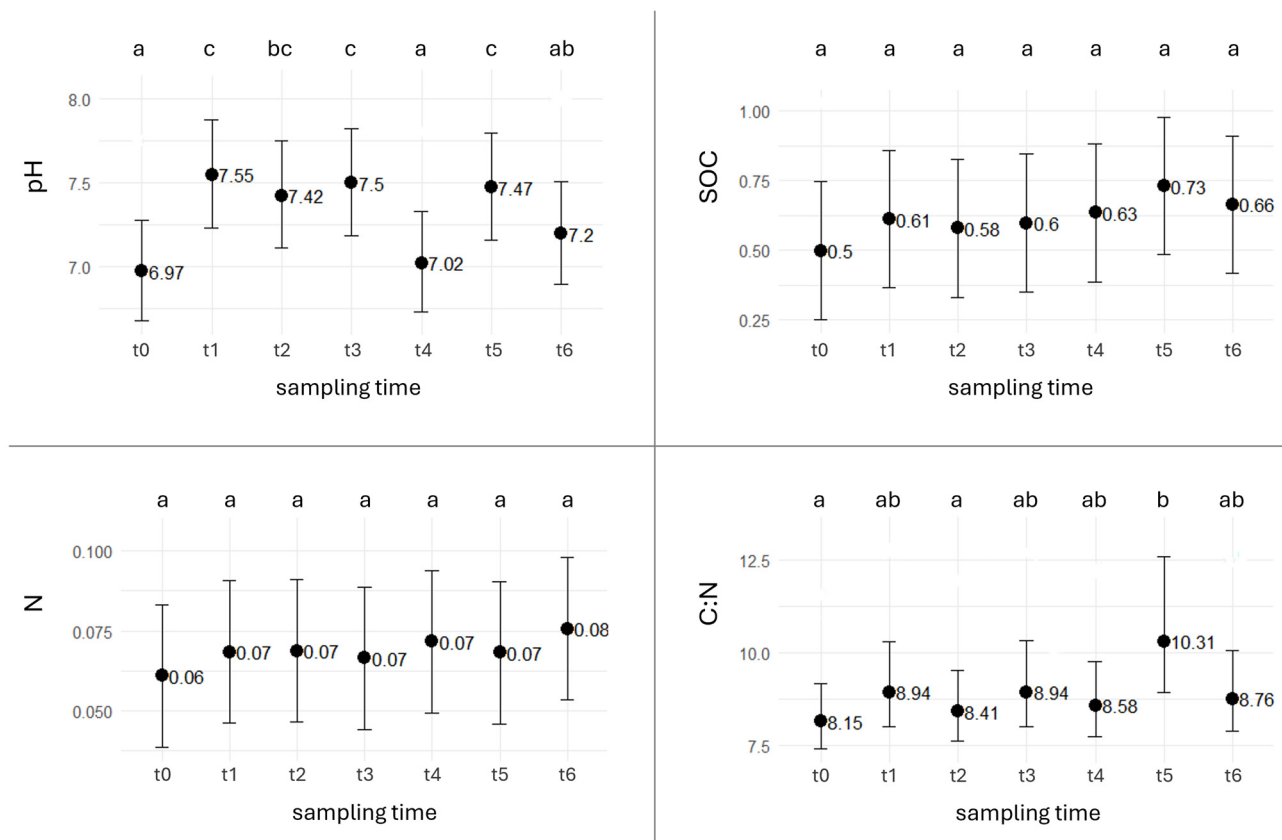 a c bc c a c ab
pH
8.0
7.5
7.0
6.97
7.55
7.42
7.5
7.02
7.47
7.2
t0 t1 t2 t3 t4 t5 t6
sampling time
a a a a a a a
SOC
1.00
0.75
0.50
0.25
0.5
0.61
0.58
0.6
0.63
0.73
0.66
t0 t1 t2 t3 t4 t5 t6
sampling time
a a a a a a a
N
0.100
0.075
0.050
0.06
0.07
0.07
0.07
0.07
0.07
0.08
t0 t1 t2 t3 t4 t5 t6
sampling time
a ab a ab ab b ab
C:N
12.5
10.0
7.5
8.15
8.94
8.41
8.94
8.58
10.31
8.76
t0 t1 t2 t3 t4 t5 t6
sampling time